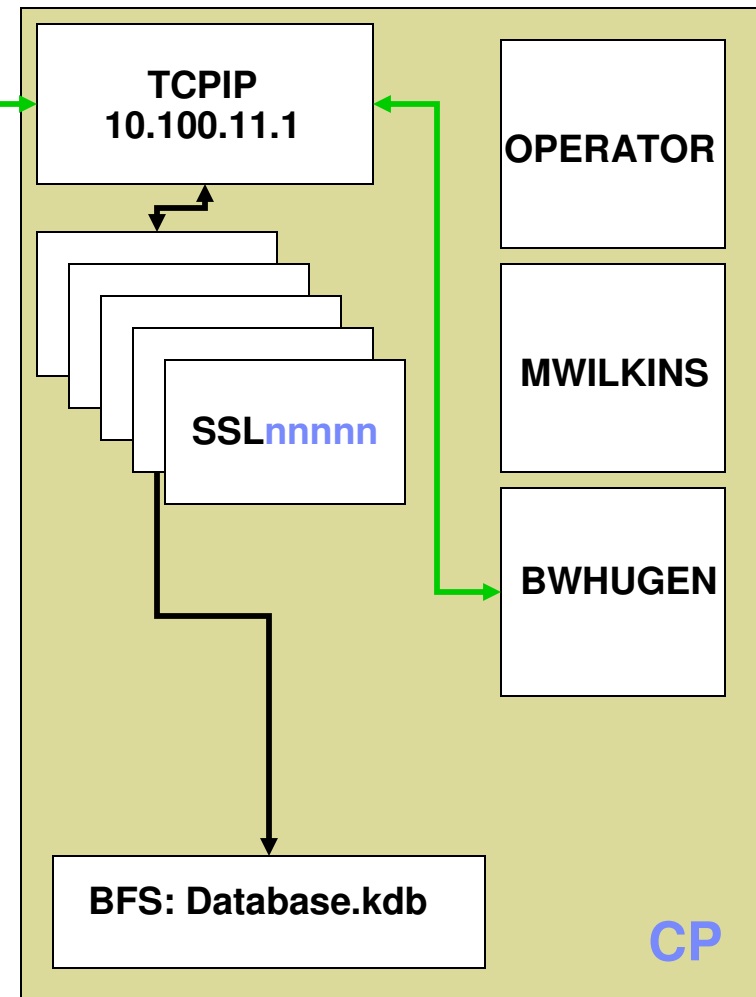 TCPIP
10.100.11.1
OPERATOR
MWILKINS
SSLnnnnn
BWHUGEN
BFS: Database.kdb
CP